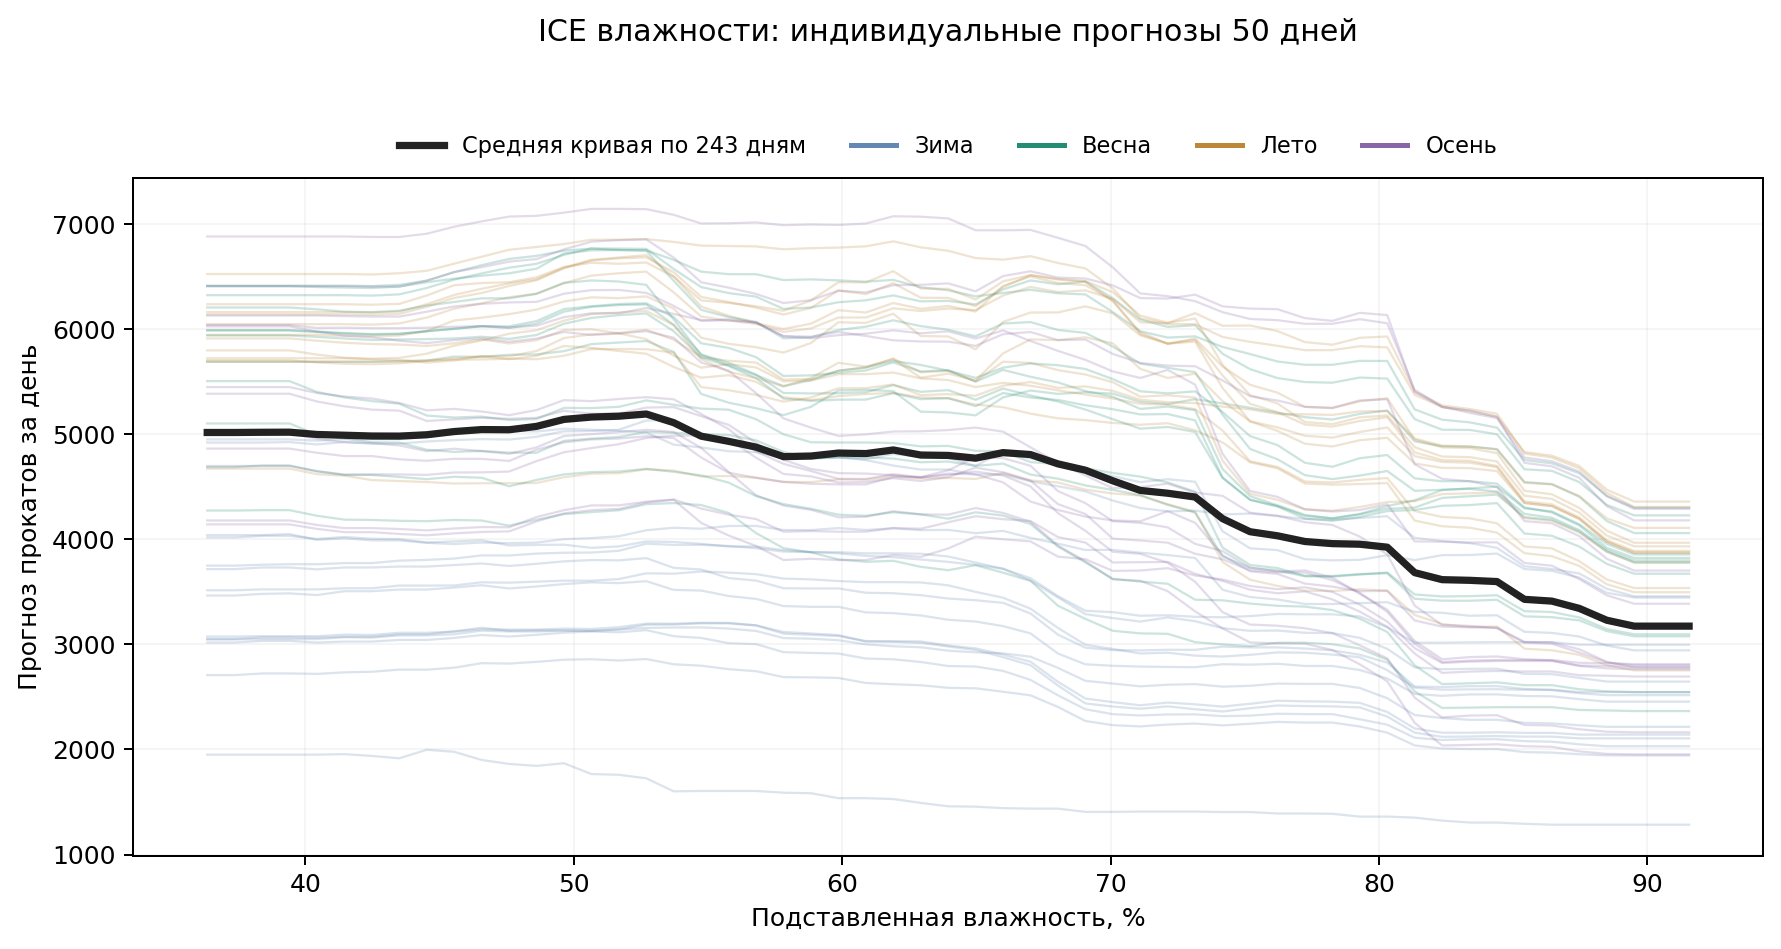 ICE влажности: индивидуальные прогнозы 50 дней
Средняя кривая по 243 дням Зима Весна Лето Осень
Прогноз прокатов за день
7000
6000
5000
4000
3000
2000
1000
40 50 60 70 80 90
Подставленная влажность, %